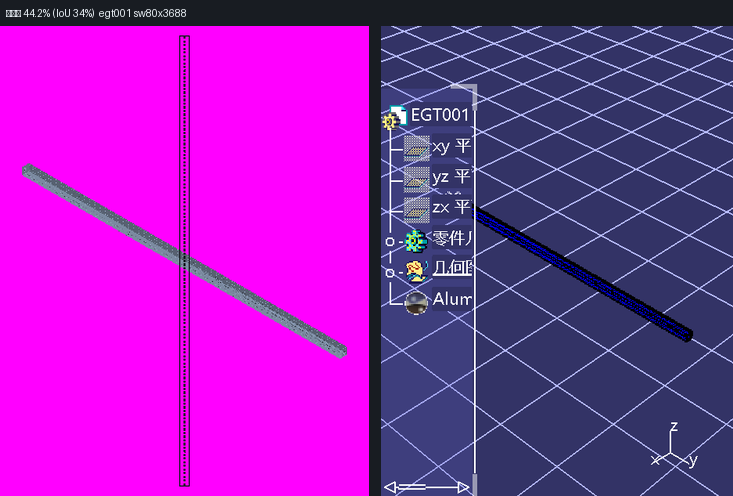 44.2% (IoU 34%) egt001 sw80x3688
EGT001
xy 平
yz 平
zx 平
零件
几何
Alum
z
x
y